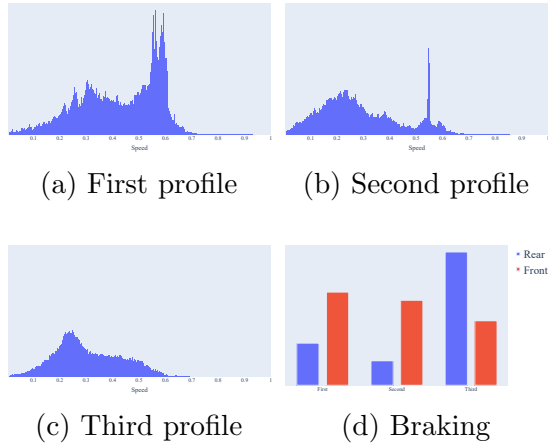 0.1 0.2 0.3 0.4 0.5 0.6 0.7 0.8 0.9 1
Speed
(a) First profile
0.1 0.2 0.3 0.4 0.5 0.6 0.7 0.8 0.9 1
Speed
(b) Second profile
0.1 0.2 0.3 0.4 0.5 0.6 0.7 0.8 0.9 1
Speed
(c) Third profile
Rear
Front
First Second Third
(d) Braking